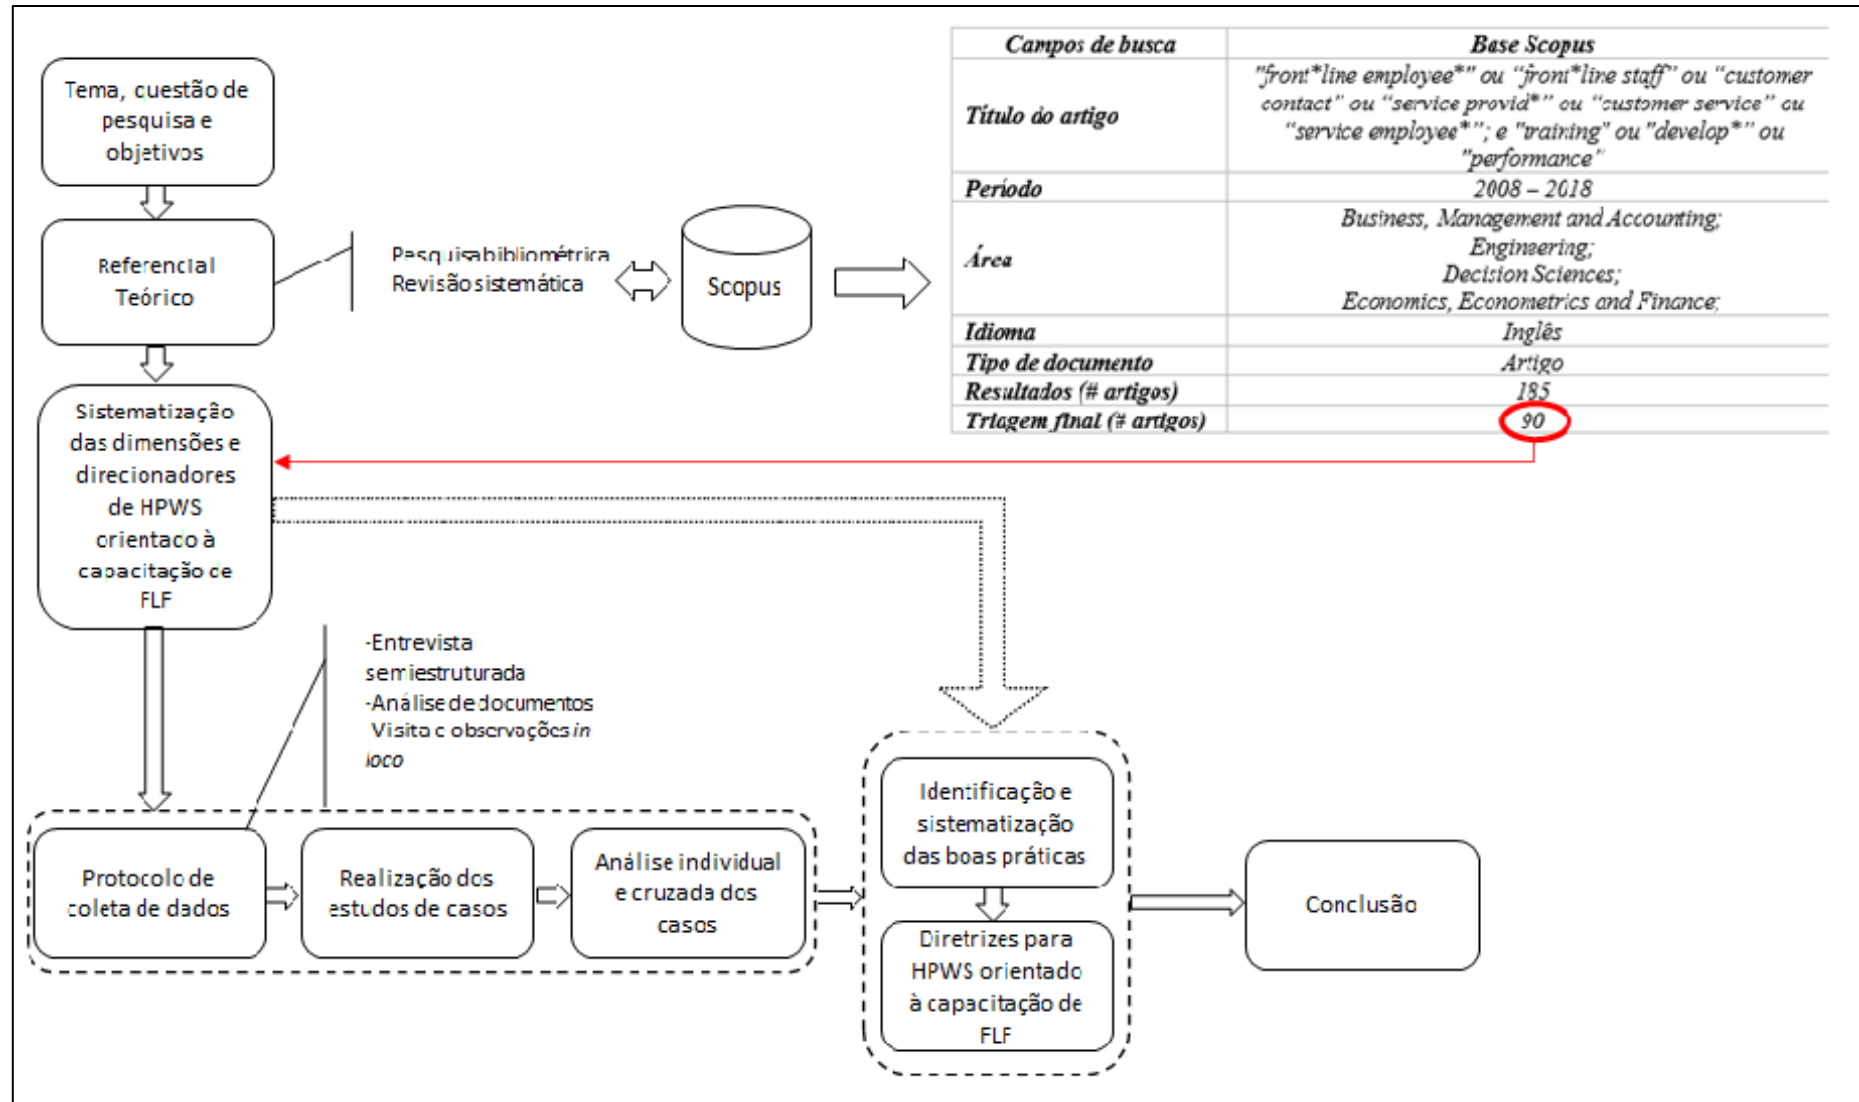 Tema, cuestão de
pesquisa e
objetivos
Referencial
Teórico
Pesquisa bibliométrica
Revisão sistemática
Scopus
Campos de busca Base Scopus
Título do artigo
"front*line employee*" ou “front*line staff” ou “customer
contact” ou “service provid*” ou “customer service” ou
“service employee*”; e "training" ou "develop*” ou
"performance”
Período 2008 – 2018
Área
Business, Management and Accounting;
Engineering;
Decision Sciences;
Economics, Econometrics and Finance;
Idioma Inglês
Tipo de documento Artigo
Resultados (# artigos) 185
Triagem final (# artigos) 90
Sistematização
das dimensões e
direcionadores
de HPWS
orientado à
capacitação de
FLF
-Entrevista
semiestruturada
-Análise de documentos
Visita e observações in
loco
Protocolo de
coleta de dados
Realização dos
estudos de casos
Análise individual
e cruzada dos
casos
Identificação e
sistematização
das boas práticas
Diretrizes para
HPWS orientado
à capacitação de
FLF
Conclusão